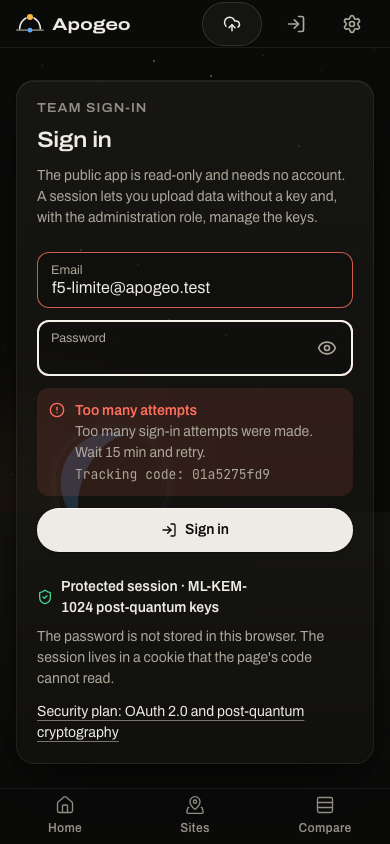 Apogeo
TEAM SIGN-IN
Sign in
The public app is read-only and needs no account.
A session lets you upload data without a key and,
with the administration role, manage the keys.
Email
f5-limite@apogeo.test
Password
Too many attempts
Too many sign-in attempts were made.
Wait 15 min and retry.
Tracking code: 01a5275fd9
Sign in
Protected session · ML-KEM-
1024 post-quantum keys
The password is not stored in this browser. The
session lives in a cookie that the page's code
cannot read.
Security plan: OAuth 2.0 and post-quantum
cryptography
Home
Sites
Compare